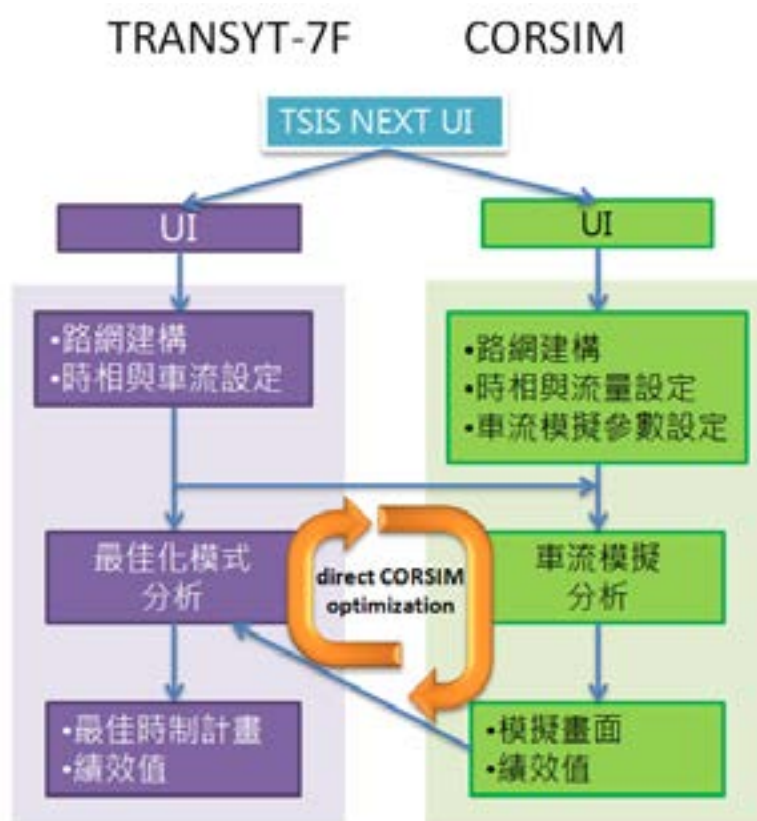 TRANSYT-7F CORSIM
TSIS NEXT UI
UI
UI
•路網建構
•時相與車流設定
•路網建構
•時相與流量設定
•車流模擬參數設定
最佳化模式
分析
direct CORSIM
optimization
車流模擬
分析
•最佳時制計畫
•績效值
•模擬畫面
•績效值